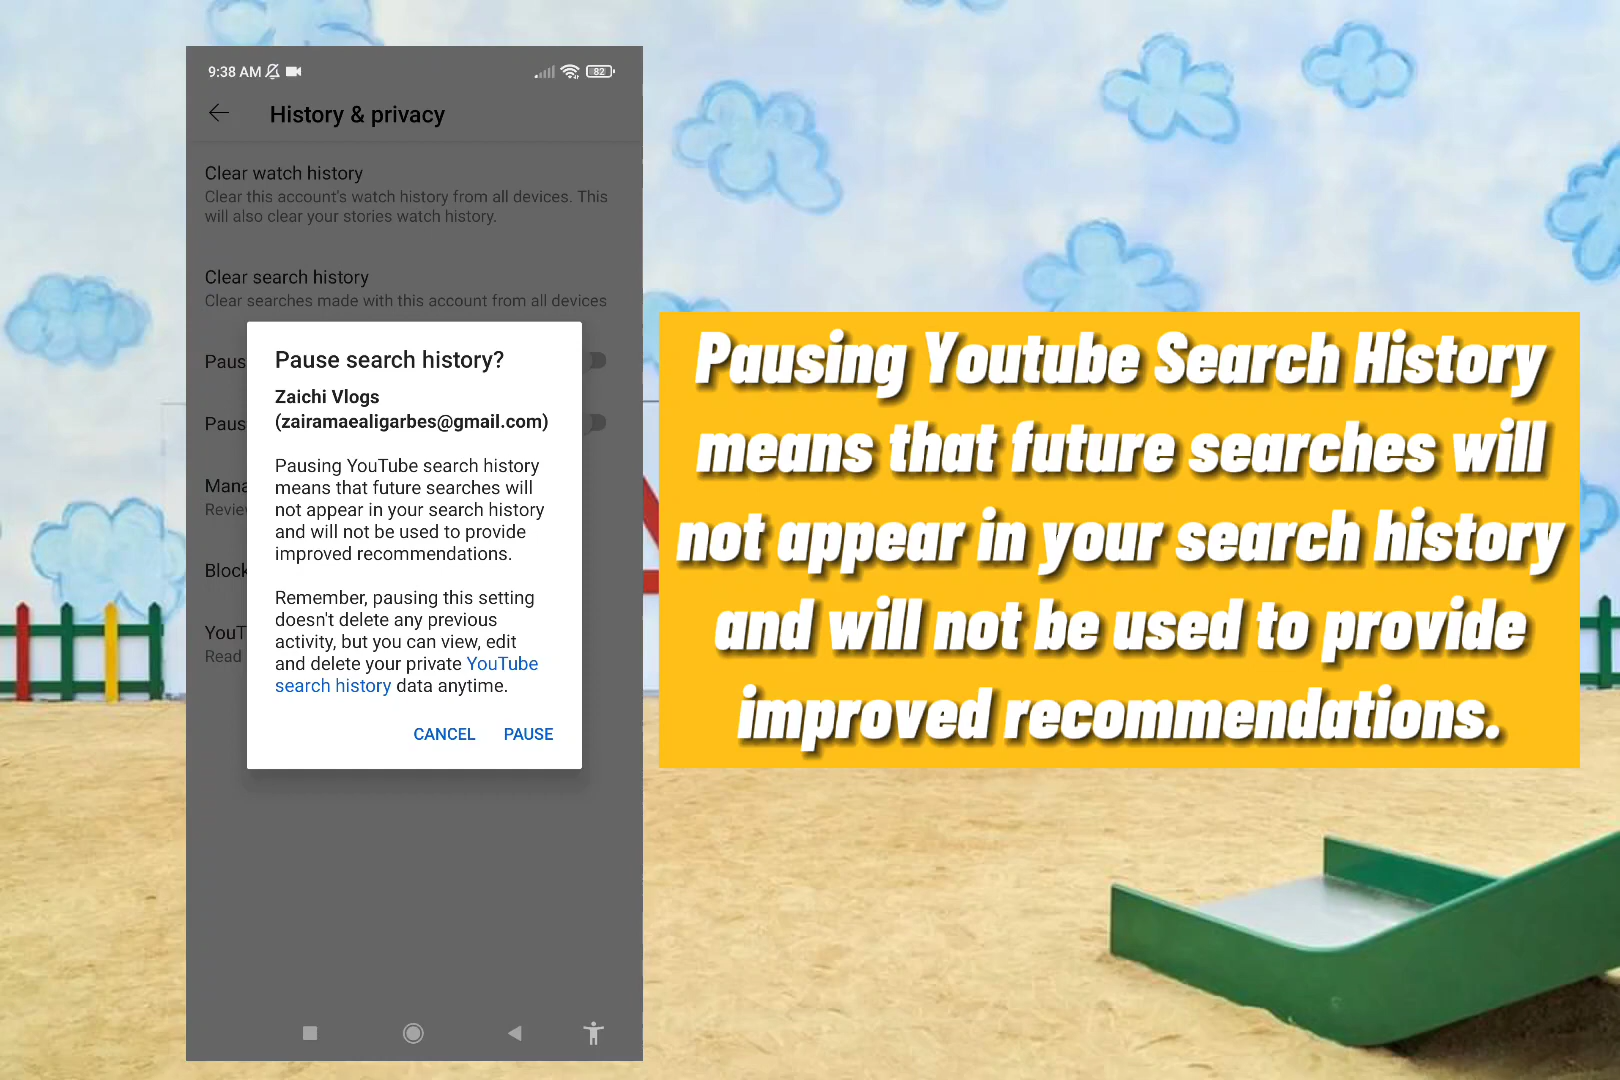 9:38 AM
82
History & privacy
Clear watch history
Clear this account's watch history from all devices. This
will also clear your stories watch history.
Clear search history
Clear searches made with this account from all devices
Paus
Paus
Mana
Revie
Block
YouT
Read
Pause search history?
Zaichi Vlogs
(zairamaealigarbes@gmail.com)
Pausing YouTube search history
means that future searches will
not appear in your search history
and will not be used to provide
improved recommendations.
Remember, pausing this setting
doesn't delete any previous
activity, but you can view, edit
and delete your private YouTube
search history data anytime.
CANCEL PAUSE
Pausing Youtube Search History
means that future searches will
not appear in your search history
and will not be used to provide
improved recommendations.